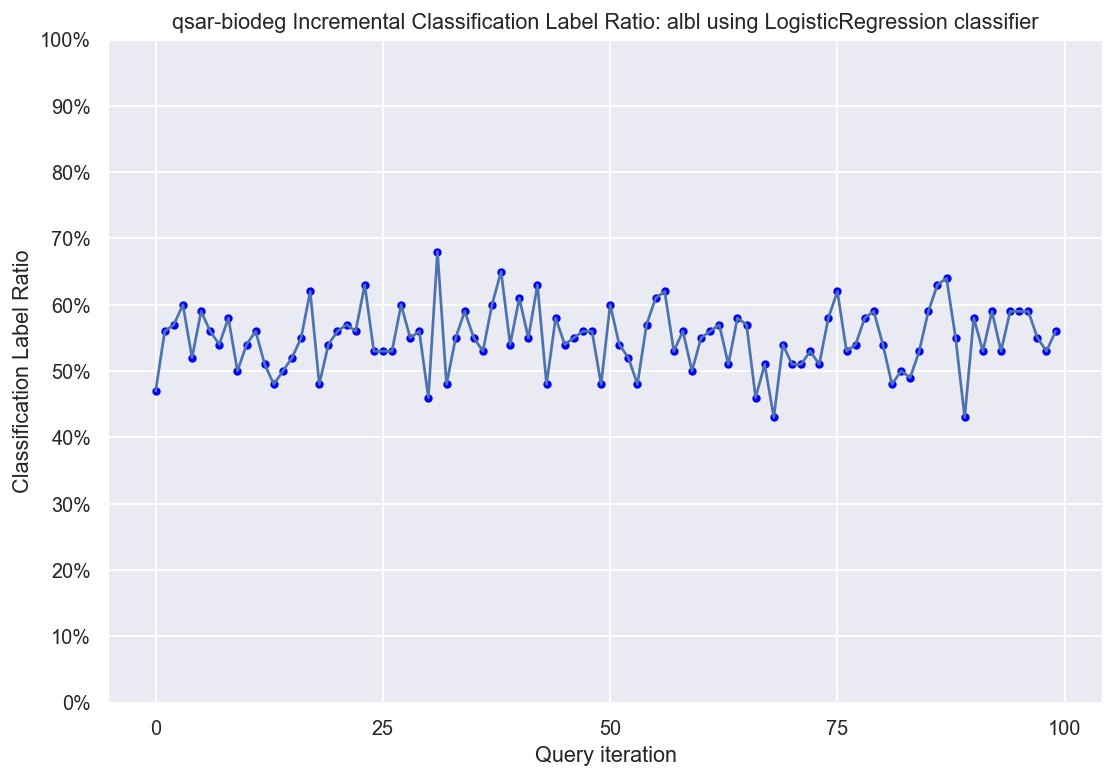 qsar-biodeg Incremental Classification Label Ratio: albl using LogisticRegression classifier
100%
90%
80%
70%
60%
50%
40%
30%
20%
10%
0%
Classification Label Ratio
0 25 50 75 100
Query iteration